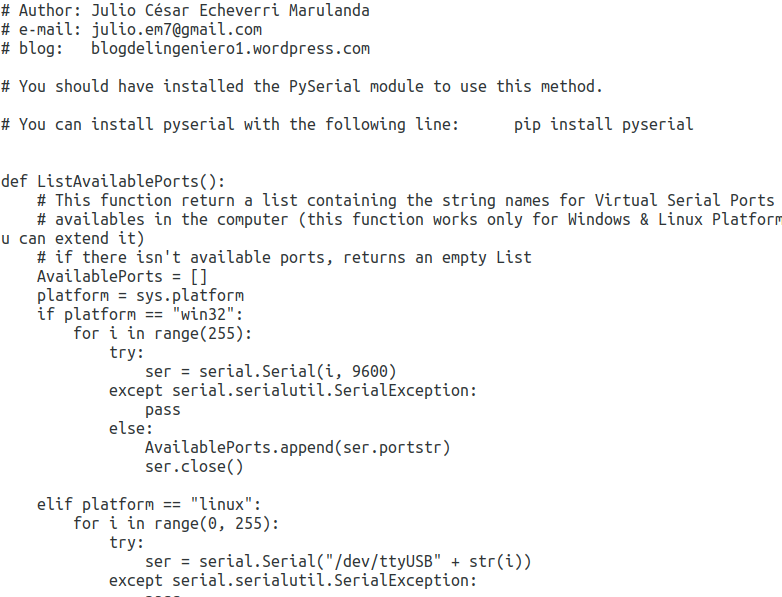 # Author: Julio César Echeverri Marulanda
# e-mail: julio.em7@gmail.com
# blog:   blogdelingeniero1.wordpress.com
# You should have installed the PySerial module to use this method.
# You can install pyserial with the following line:      pip install pyserial
def ListAvailablePorts():
    # This function return a list containing the string names for Virtual Serial Ports
    # availables in the computer (this function works only for Windows & Linux Platform
u can extend it)
    # if there isn't available ports, returns an empty List
    AvailablePorts = []
    platform = sys.platform
    if platform == "win32":
        for i in range(255):
            try:
                ser = serial.Serial(i, 9600)
            except serial.serialutil.SerialException:
                pass
            else:
                AvailablePorts.append(ser.portstr)
                ser.close()
    elif platform == "linux":
        for i in range(0, 255):
            try:
                ser = serial.Serial("/dev/ttyUSB" + str(i))
            except serial.serialutil.SerialException: